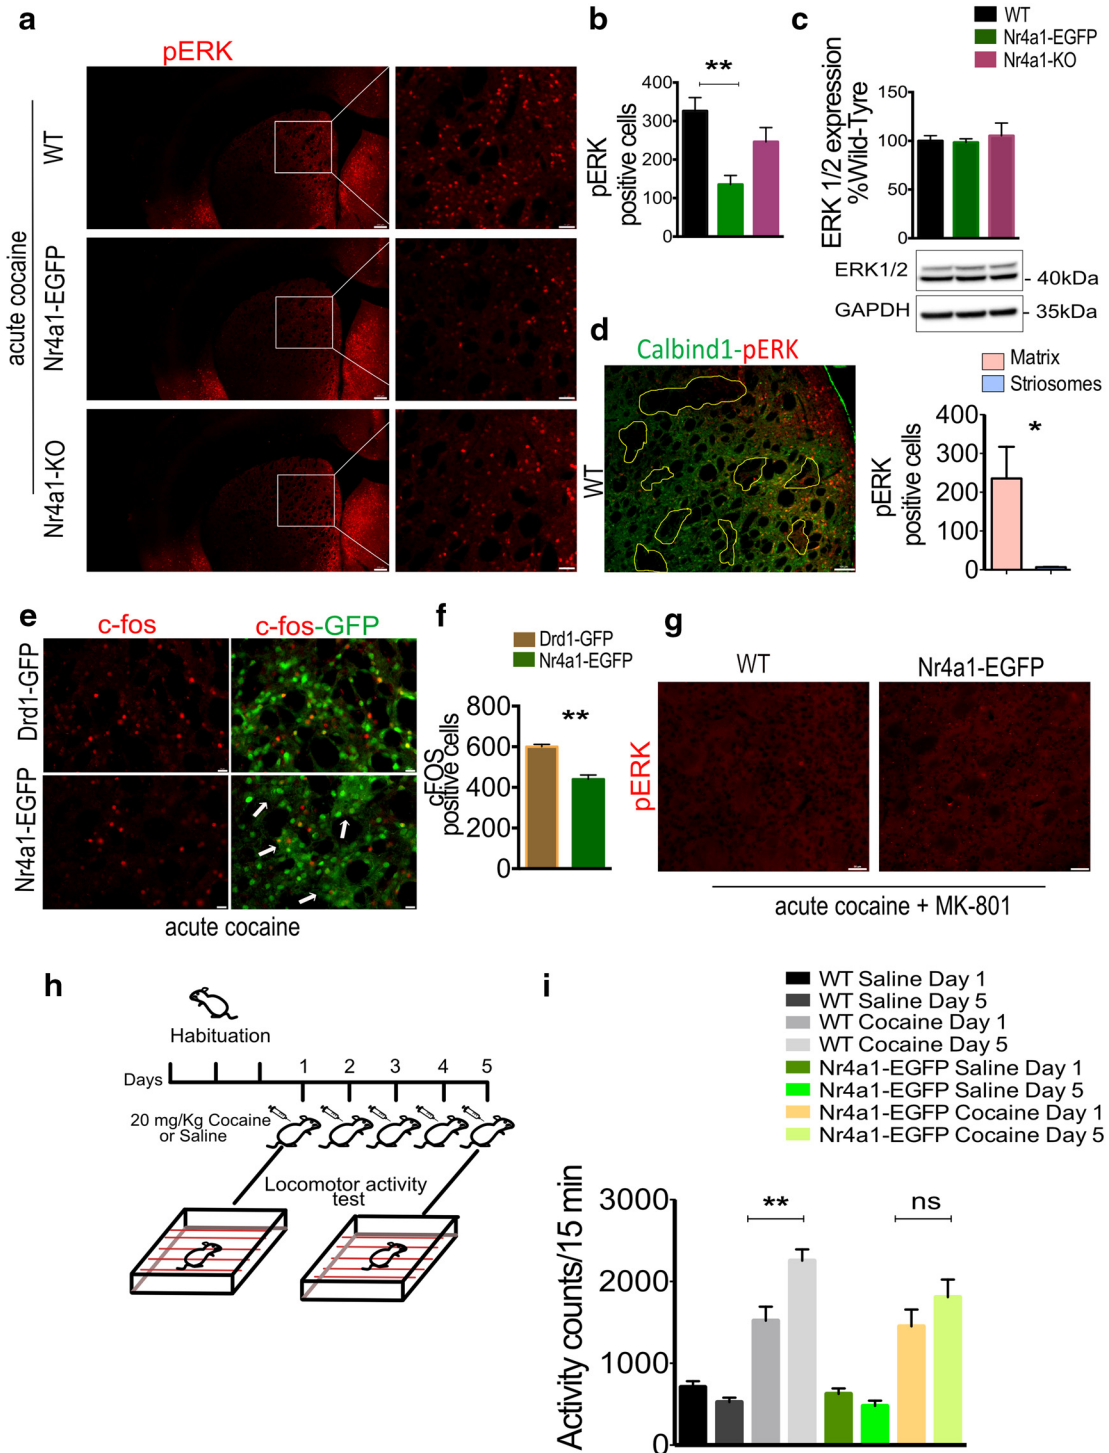 a
pERK
acute cocaine
WT
Nr4a1-EGFP
Nr4a1-KO
b
**
400
300
200
100
0
pERK
positive cells
c
WT
Nr4a1-EGFP
Nr4a1-KO
150
100
50
0
ERK 1/2 expression
%Wild-Tyre
ERK1/2
- 40kDa
GAPDH
- 35kDa
d
Calbind1-pERK
WT
Matrix
Striosomes
*
400
300
200
100
0
pERK
positive cells
e
c-fos
c-fos-GFP
Drd1-GFP
Nr4a1-EGFP
acute cocaine
f
Drd1-GFP
Nr4a1-EGFP
**
800
600
400
200
0
cFOS
positive cells
g
WT
Nr4a1-EGFP
pERK
acute cocaine + MK-801
h
Habituation
Days
1 2 3 4 5
20 mg/Kg Cocaine
or Saline
Locomotor activity
test
i
WT Saline Day 1
WT Saline Day 5
WT Cocaine Day 1
WT Cocaine Day 5
Nr4a1-EGFP Saline Day 1
Nr4a1-EGFP Saline Day 5
Nr4a1-EGFP Cocaine Day 1
Nr4a1-EGFP Cocaine Day 5
** ns
3000
2000
1000
0
Activity counts/15 min